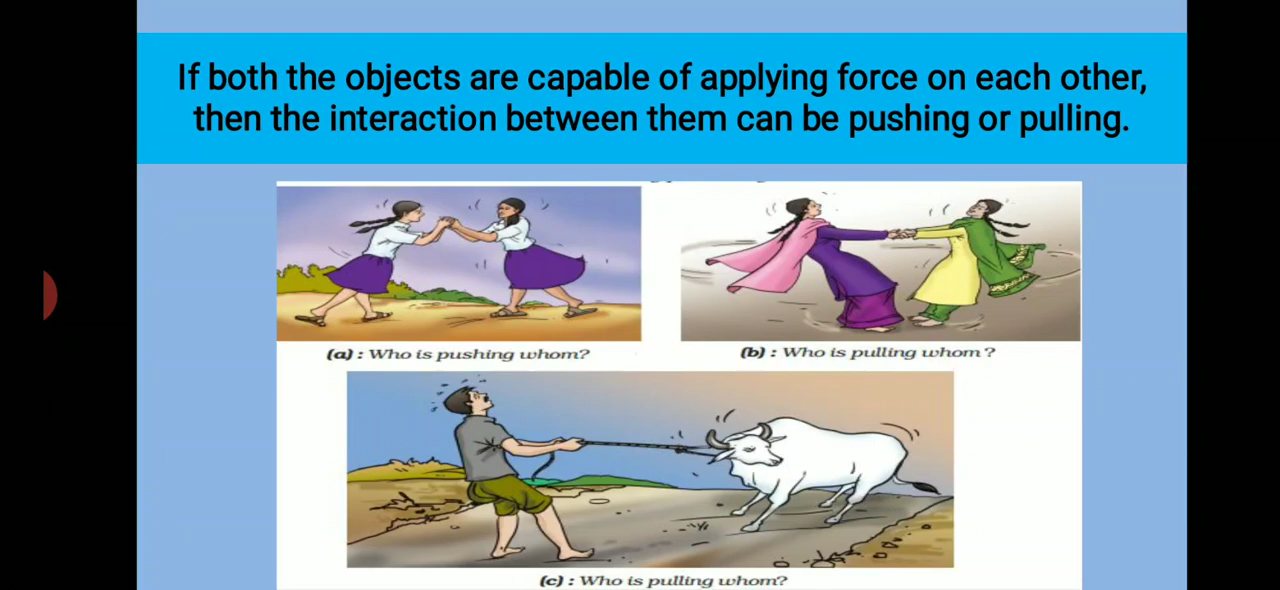 If both the objects are capable of applying force on each other,
then the interaction between them can be pushing or pulling.
(a) : Who is pushing whom?
(b) : Who is pulling whom ?
(c) : Who is pulling whom?